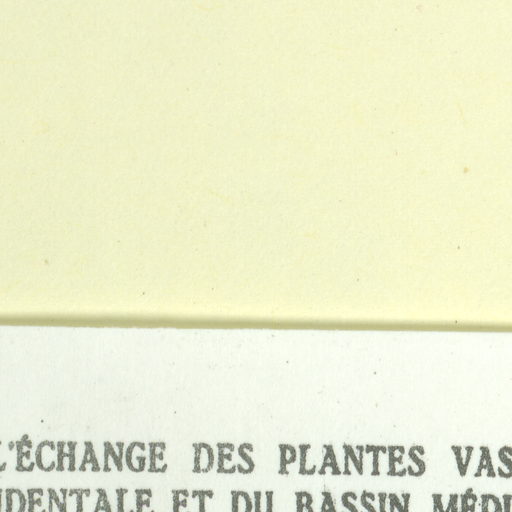 L'ÉCHANGE DES PLANTES VAS
IDENTALE ET DU BASSIN MÉDI